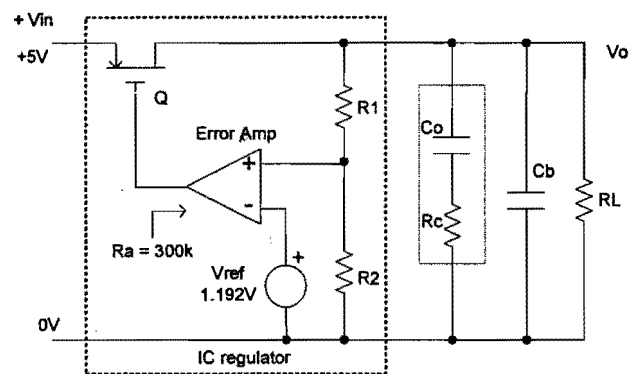 + Vin
+5V
Q
Error Amp
+
-
Ra = 300k
Vref
1.192V
+
R1
R2
0V
IC regulator
Co
Rc
Cb
RL
Vo